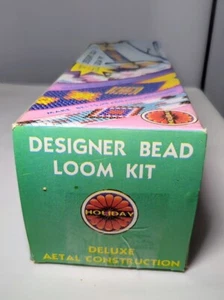 DESIGNER BEAD
LOOM KIT
HOLIDAY
DELUXE
METAL CONSTRUCTION